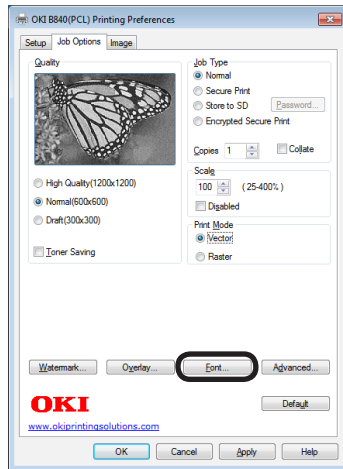 OKI B840(PCL) Printing Preferences
Setup Job Options Image
Quality
High Quality(1200x1200)
Normal(600x600)
Draft(300x300)
Toner Saving
Job Type
Normal
Secure Print
Store to SD Password...
Encrypted Secure Print
Copies 1 Collate
Scale
100 (25-400%)
Disabled
Print Mode
Vector
Raster
Watermark... Overlay... Font... Advanced...
OKI Default
www.okiprintingsolutions.com
OK Cancel Apply Help